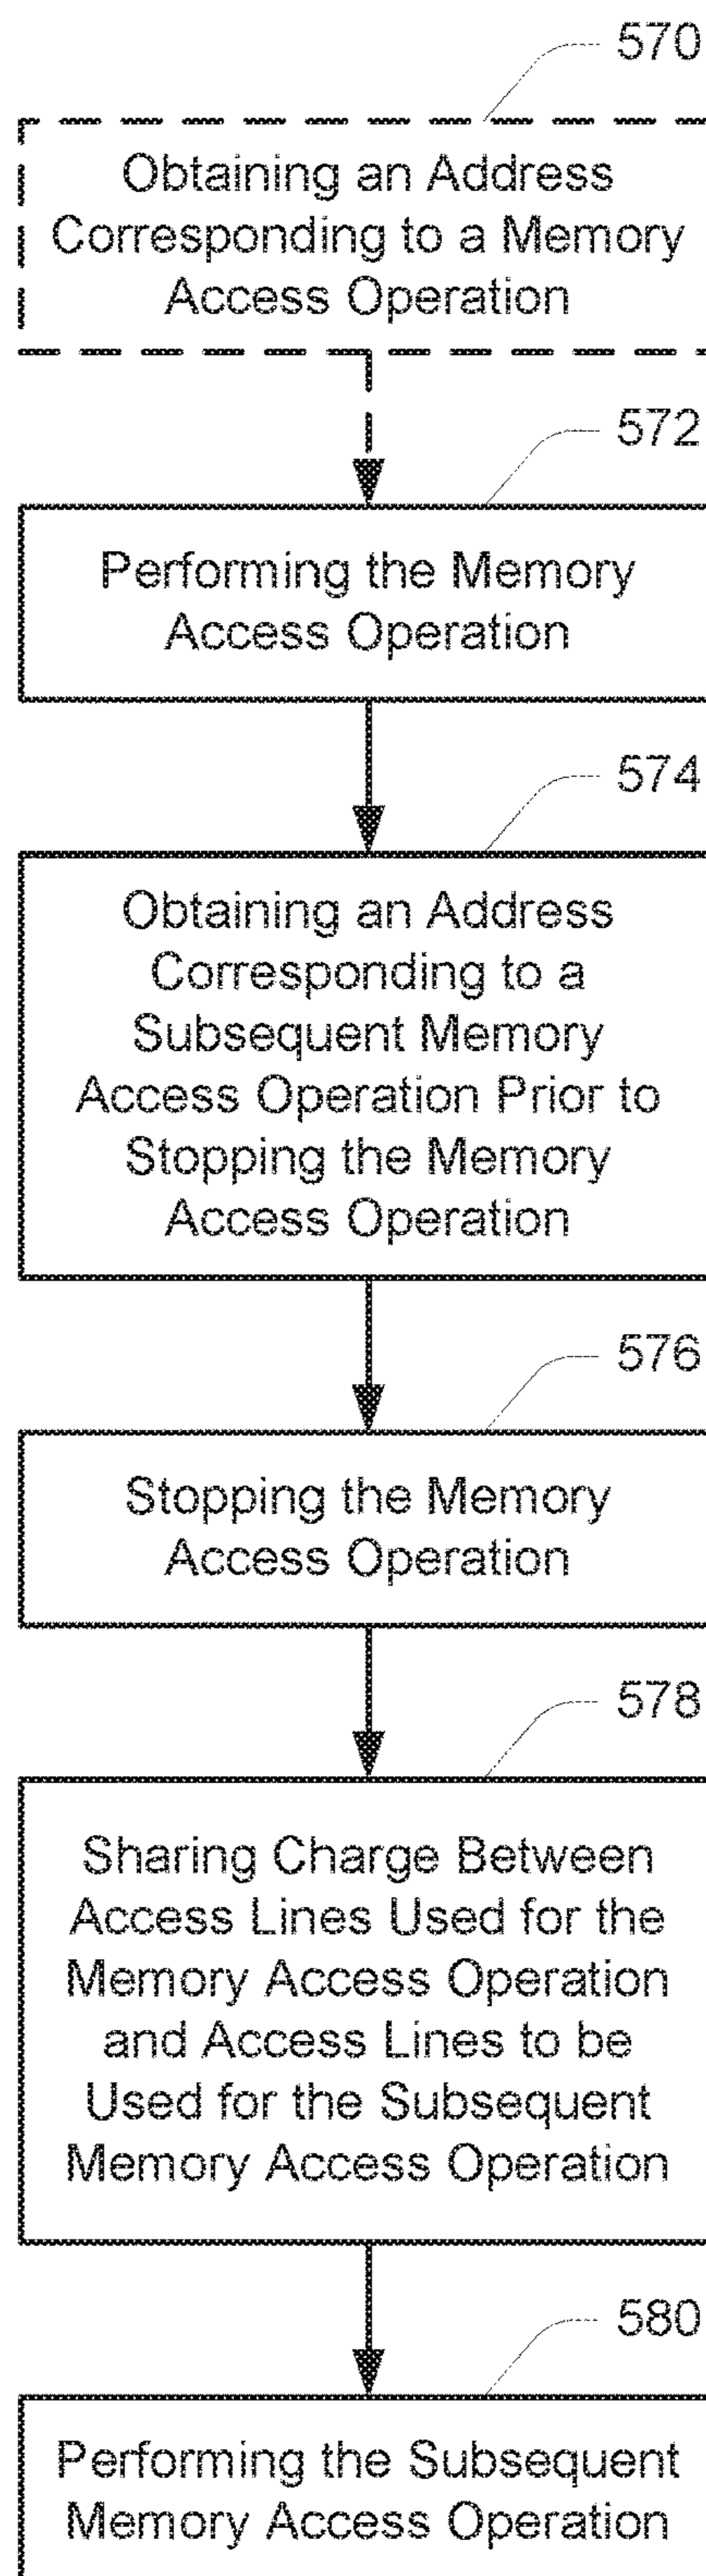 570
Obtaining an Address
Corresponding to a Memory
Access Operation
572
Performing the Memory
Access Operation
574
Obtaining an Address
Corresponding to a
Subsequent Memory
Access Operation Prior to
Stopping the Memory
Access Operation
576
Stopping the Memory
Access Operation
578
Sharing Charge Between
Access Lines Used for the
Memory Access Operation
and Access Lines to be
Used for the Subsequent
Memory Access Operation
580
Performing the Subsequent
Memory Access Operation